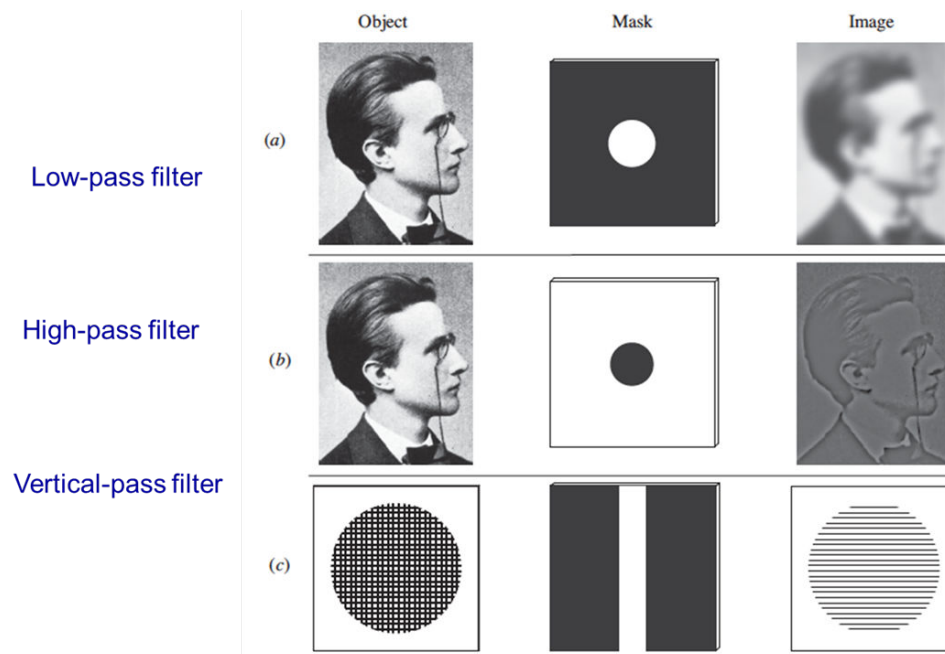 Object Mask Image
(a)
Low-pass filter
High-pass filter
(b)
Vertical-pass filter
(c)